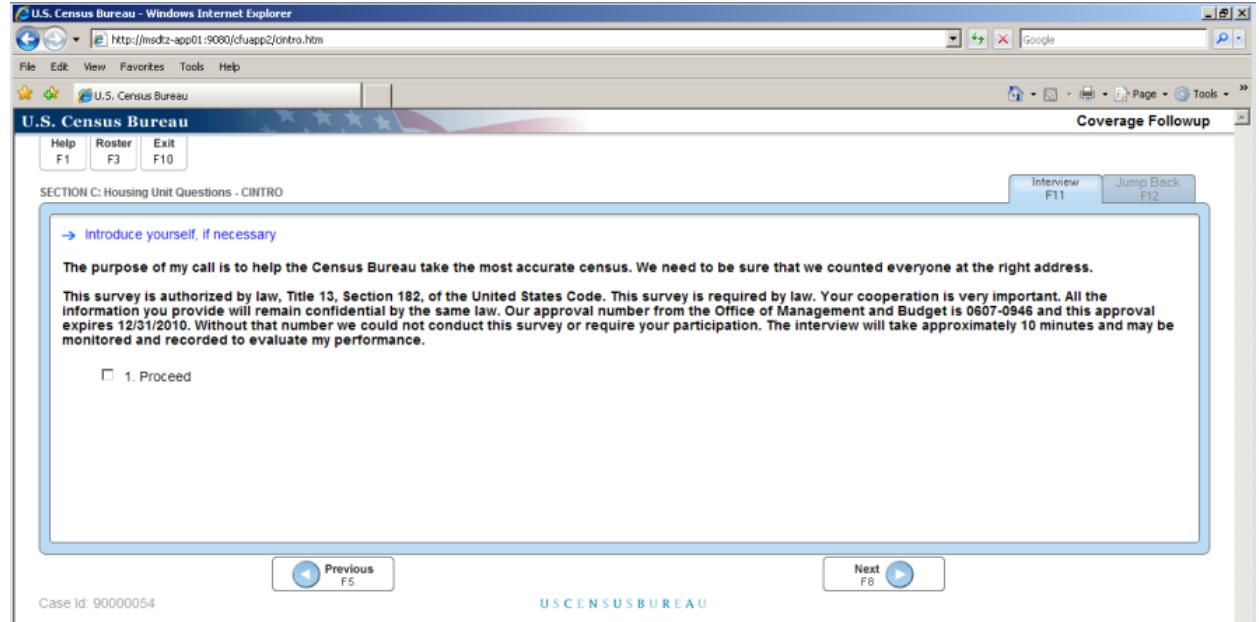 U.S. Census Bureau - Windows Internet Explorer
http://msdtz-app01:9080/cfuapp2/cintro.htm
Google
File Edit View Favorites Tools Help
U.S. Census Bureau
Page Tools
U.S. Census Bureau
Coverage Followup
Help Roster Exit
F1 F3 F10
SECTION C: Housing Unit Questions - CINTRO
Interview Jump Back
F11 F12
Introduce yourself, if necessary
The purpose of my call is to help the Census Bureau take the most accurate census. We need to be sure that we counted everyone at the right address.
This survey is authorized by law, Title 13, Section 182, of the United States Code. This survey is required by law. Your cooperation is very important. All the
information you provide will remain confidential by the same law. Our approval number from the Office of Management and Budget is 0607-0946 and this approval
expires 12/31/2010. Without that number we could not conduct this survey or require your participation. The interview will take approximately 10 minutes and may be
monitored and recorded to evaluate my performance.
1. Proceed
Previous
F5
Next
F8
Case Id: 90000054
USCENSUSBUREAU